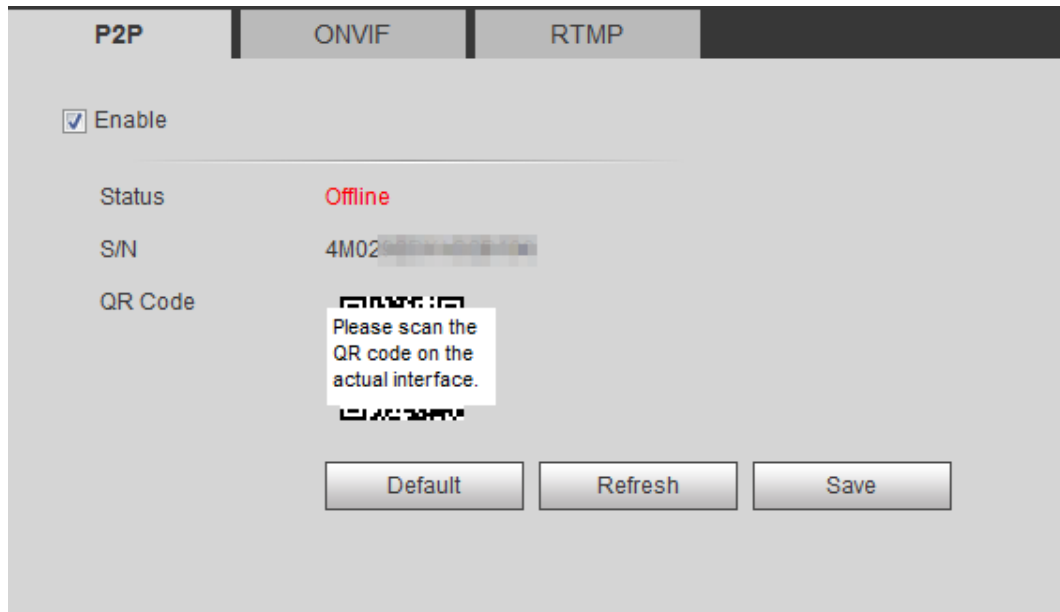 P2P ONVIF RTMP
Enable
Status Offline
S/N 4M02
QR Code
Please scan the
QR code on the
actual interface.
Default Refresh Save